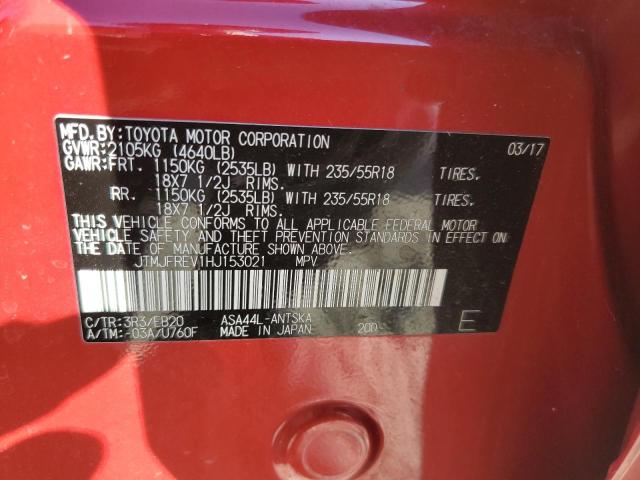 MFD.BY:TOYOTA MOTOR CORPORATION 03/17
GVWR:2105KG (4640LB)
GAWR:FRT. 1150KG (2535LB) WITH 235/55R18 TIRES.
18X7 1/2J RIMS.
RR. 1150KG (2535LB) WITH 235/55R18 TIRES.
18X7 1/2J RIMS.
THIS VEHICLE CONFORMS TO ALL APPLICABLE FEDERAL MOTOR
VEHICLE SAFETY AND THEFT PREVENTION STANDARDS IN EFFECT
ON THE DATE OF MANUFACTURE SHOWN ABOVE.
JTMJFREV1HJ153021 MPV
C/TR:3R3/EB20 ASA44L-ANTSKA
A/TM:-03A/U760F MADE IN JAPAN 200 E